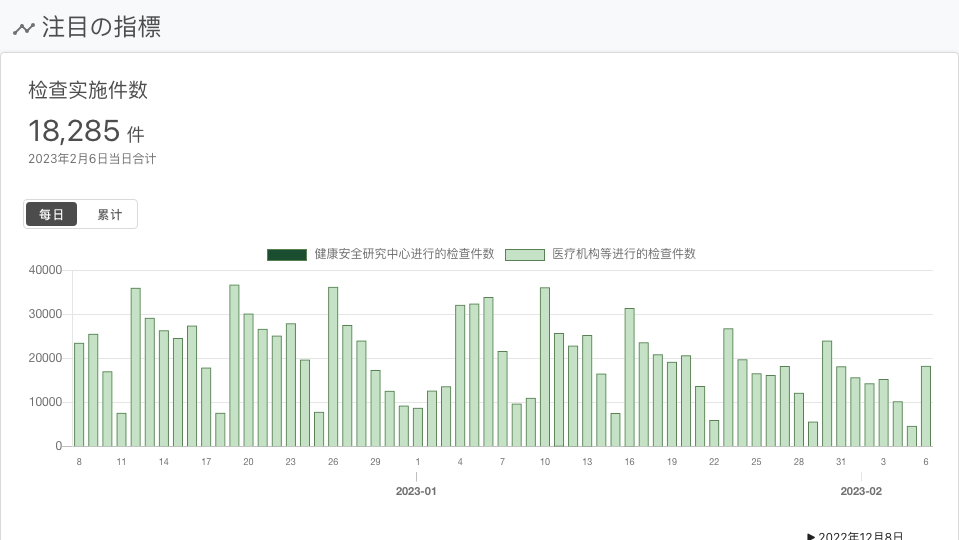 注目の指標
检查实施件数
18,285 件
2023年2月6日当日合计
每日 累计
健康安全研究中心进行的检查件数 医疗机构等进行的检查件数
40000
30000
20000
10000
0
8 11 14 17 20 23 26 29 1 4 7 10 13 16 19 22 25 28 31 3 6
2023-01 2023-02
▶ 2022年12月8日